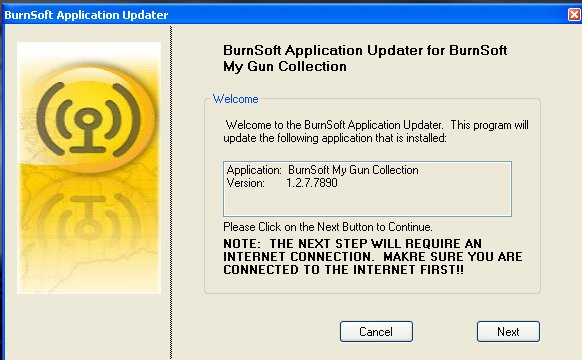 BurnSoft Application Updater
BurnSoft Application Updater for BurnSoft
My Gun Collection
Welcome
Welcome to the BurnSoft Application Updater. This program will
update the following application that is installed:
Application: BurnSoft My Gun Collection
Version: 1.2.7.7890
Please Click on the Next Button to Continue.
NOTE: THE NEXT STEP WILL REQUIRE AN
INTERNET CONNECTION. MAKRE SURE YOU ARE
CONNECTED TO THE INTERNET FIRST!!
Cancel
Next